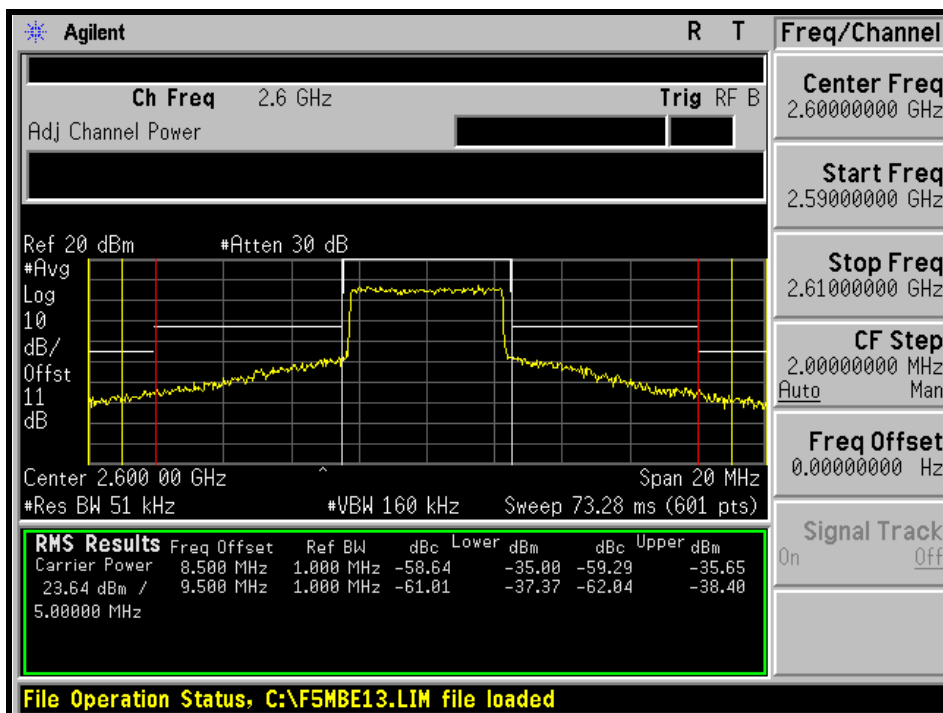 Agilent R T Freq/Channel
Ch Freq 2.6 GHz Trig RF B
Adj Channel Power
Center Freq
2.60000000 GHz
Start Freq
2.59000000 GHz
Stop Freq
2.61000000 GHz
CF Step
2.00000000 MHz
Auto Man
Freq Offset
0.00000000 Hz
Signal Track
On Off
Ref 20 dBm #Atten 30 dB
#Avg
Log
10
dB/
Offst
11
dB
Center 2.600 00 GHz ^ Span 20 MHz
#Res BW 51 kHz #VBW 160 kHz Sweep 73.28 ms (601 pts)
RMS Results Freq Offset Ref BW dBc Lower dBm dBc Upper dBm
Carrier Power 8.500 MHz 1.000 MHz -58.64 -35.00 -59.29 -35.65
23.64 dBm / 9.500 MHz 1.000 MHz -61.01 -37.37 -62.04 -38.40
5.00000 MHz
File Operation Status, C:\F5MBE13.LIM file loaded